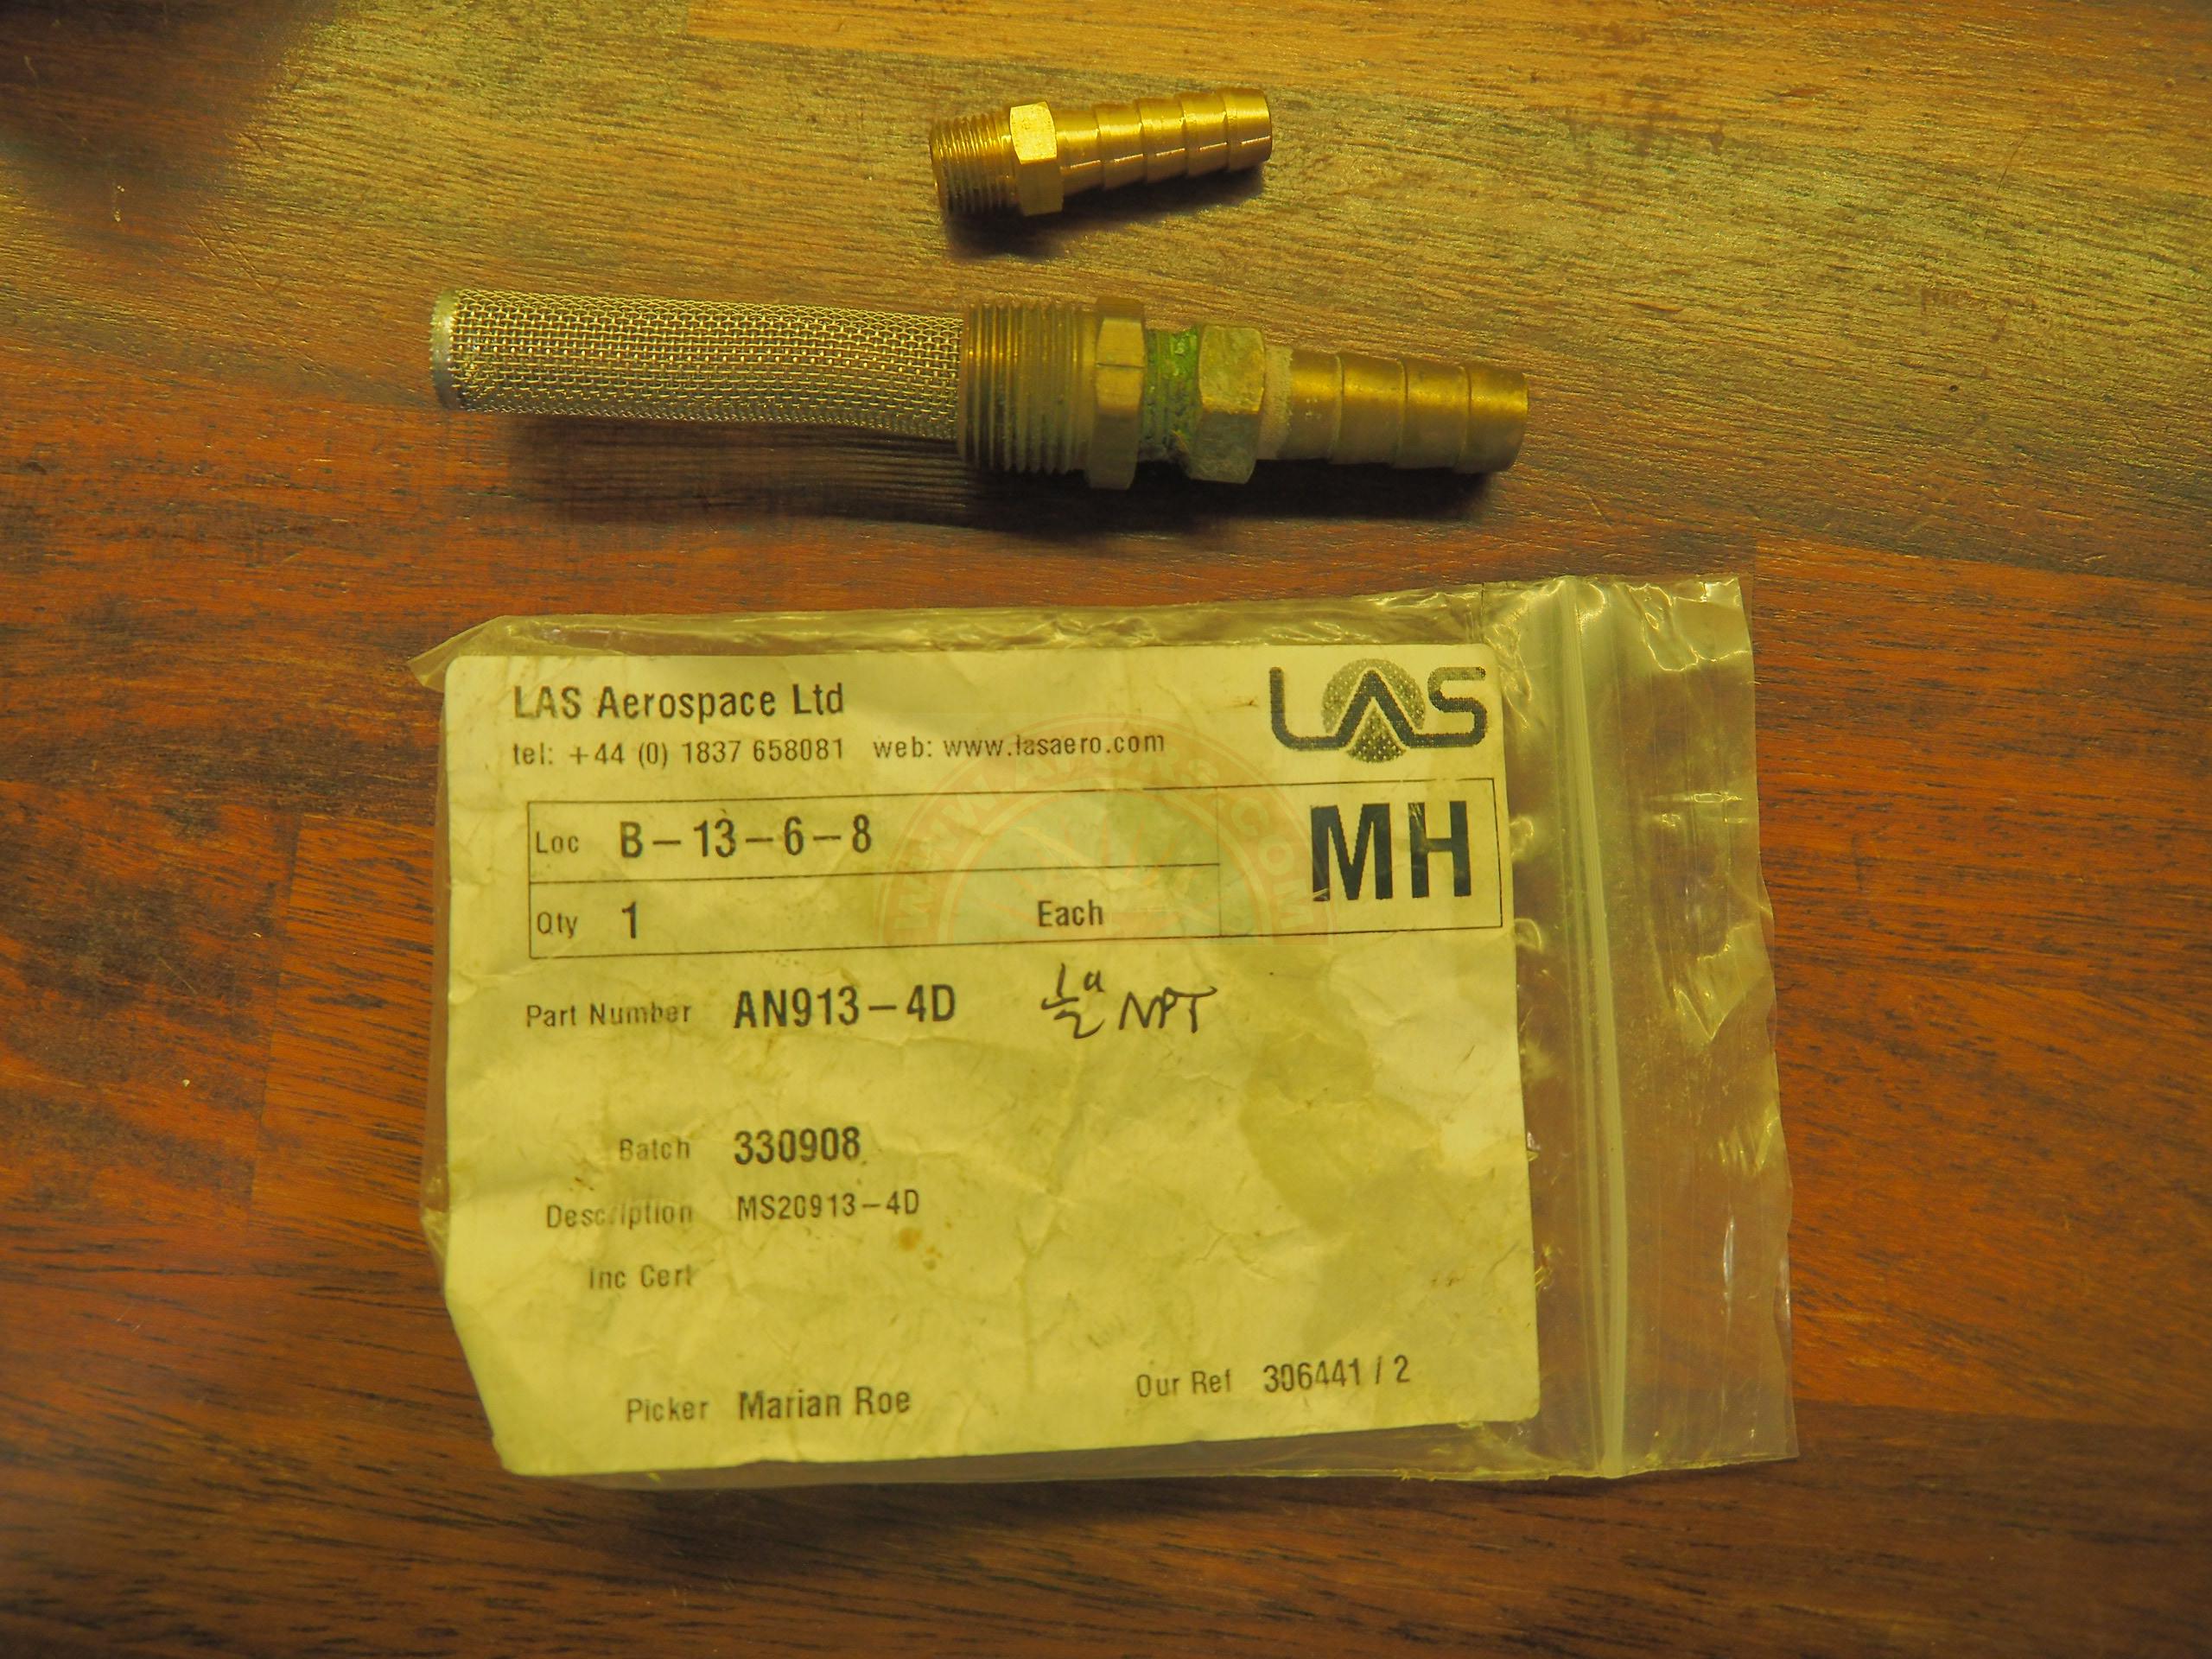 LAS Aerospace Ltd
LAS
tel: +44 (0) 1837 658081 web: www.lasaero.com
Loc B-13-6-8
MH
Qty 1 Each
Part Number AN913-4D 1/2" NPT
Batch 330908
Description MS20913-4D
Inc Cert
Picker Marian Roe
Our Ref 306441 / 2